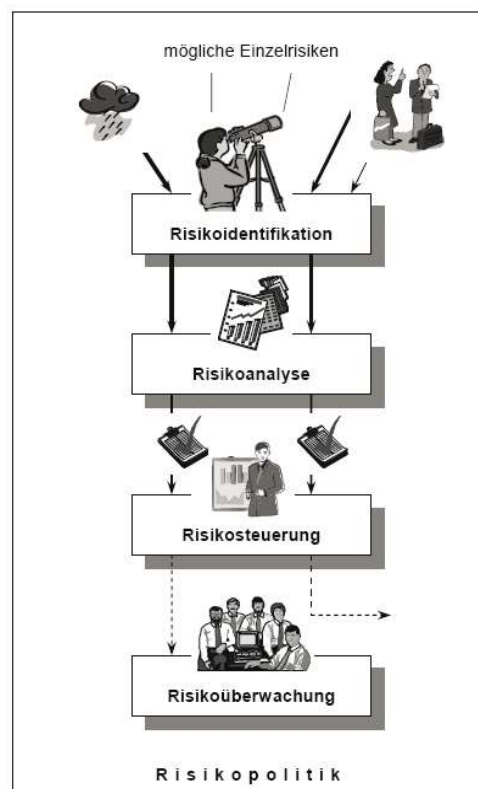 mögliche Einzelrisiken
Risikoidentifikation
Risikoanalyse
Risikosteuerung
Risikoüberwachung
Risikopolitik